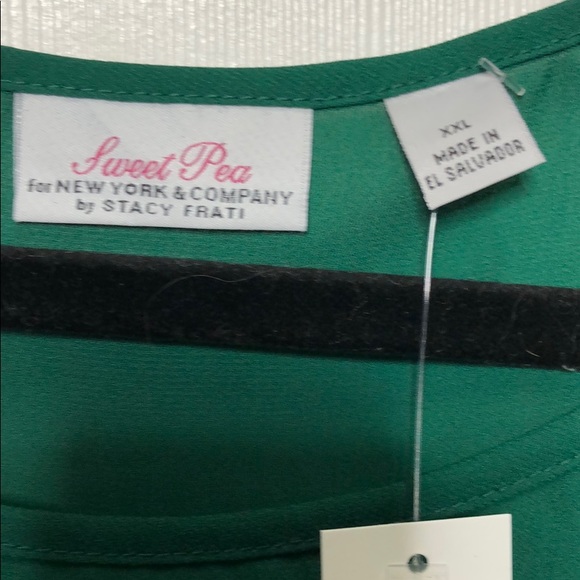 Sweet Pea
for NEW YORK & COMPANY
by STACY FRATI
XXL
MADE IN
EL SALVADOR